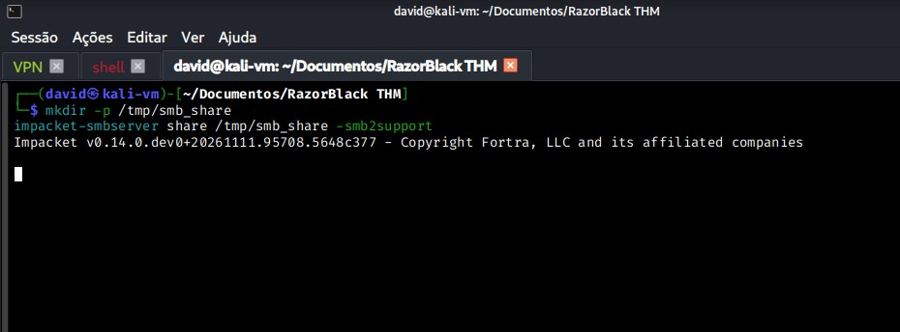 david@kali-vm: ~/Documentos/RazorBlack THM
Sessão Ações Editar Ver Ajuda
VPN shell david@kali-vm: ~/Documentos/RazorBlack THM
┌──(david㉿kali-vm)-[~/Documentos/RazorBlack THM]
└─$ mkdir -p /tmp/smb_share
impacket-smbserver share /tmp/smb_share -smb2support
Impacket v0.14.0.dev0+20261111.95708.5648c377 - Copyright Fortra, LLC and its affiliated companies